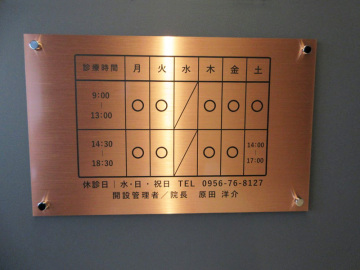 診療時間 月 火 水 木 金 土
9:00 | 13:00 ○ ○ ／ ○ ○ ○
14:30 | 18:30 ○ ○ ／ ○ ○ 14:00 | 17:00
休診日｜水・日・祝日 TEL 0956-76-8127
開設管理者／院長 原田 洋介